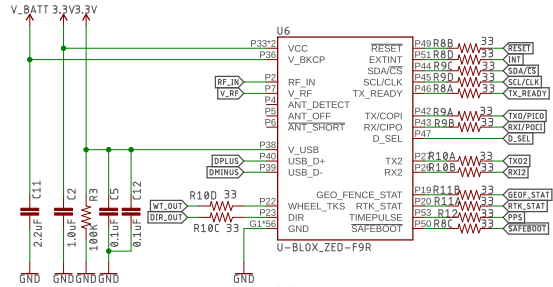 V_BATT 3.3V 3.3V
U6
P33*2 VCC RESET P49 R8B 33 RESET
P36 V_BKCP EXTINT P51 R8D 33 INT
SDA/CS P44 R9C 33 SDA/CS
P2 RF_IN SCL/CLK P45 R9D 33 SCL/CLK
RF_IN
P7 V_RF TX_READY P46 R8A 33 TX_READY
V_RF
P4 ANT_DETECT
P5 ANT_OFF TX/COPI P42 R9A 33 TXO/PICO
P6 ANT_SHORT RX/CIPO P43 R9B 33 RXI/POCI
D_SEL P47 D_SEL
P38 V_USB
DPLUS P40 USB_D+ TX2 P27 R10A 33 TXO2
DMINUS P39 USB_D- RX2 P26 R10B 33 RXI2
C11 C2 R3 C5 C12
2.2uF 1.0uF 100K 0.1uF 0.1uF
GEO_FENCE_STAT P19 R11B 33 GEOF_STAT
WT_OUT R10D 33 P22 WHEEL_TKS RTK_STAT P20 R11A 33 RTK_STAT
DIR_OUT R10C 33 P23 DIR TIMEPULSE P53 R12 33 PPS
G1*56 GND SAFEBOOT P50 R8C 33 SAFEBOOT
U-BLOX_ZED-F9R
GND GND GND GND GND